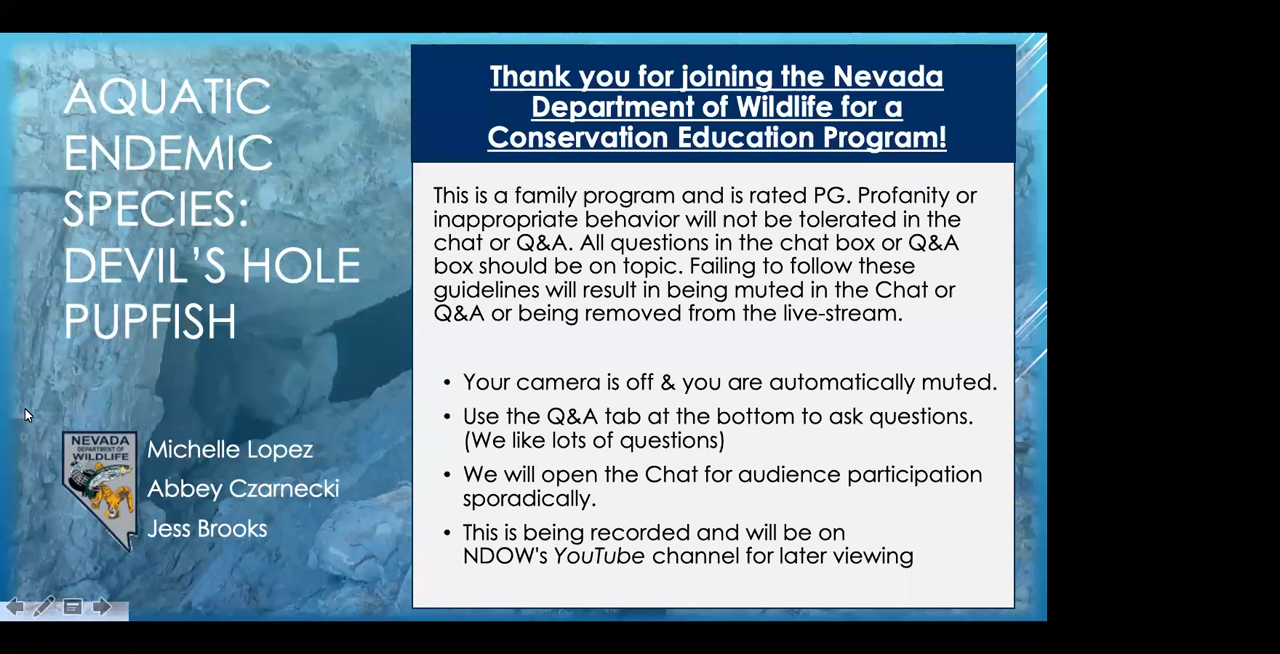 AQUATIC
ENDEMIC
SPECIES:
DEVIL'S HOLE
PUPFISH
NEVADA
DEPARTMENT OF
WILDLIFE
Michelle Lopez
Abbey Czarnecki
Jess Brooks
Thank you for joining the Nevada
Department of Wildlife for a
Conservation Education Program!
This is a family program and is rated PG. Profanity or
inappropriate behavior will not be tolerated in the
chat or Q&A. All questions in the chat box or Q&A
box should be on topic. Failing to follow these
guidelines will result in being muted in the Chat or
Q&A or being removed from the live-stream.
• Your camera is off & you are automatically muted.
• Use the Q&A tab at the bottom to ask questions.
(We like lots of questions)
• We will open the Chat for audience participation
sporadically.
• This is being recorded and will be on
NDOW's YouTube channel for later viewing